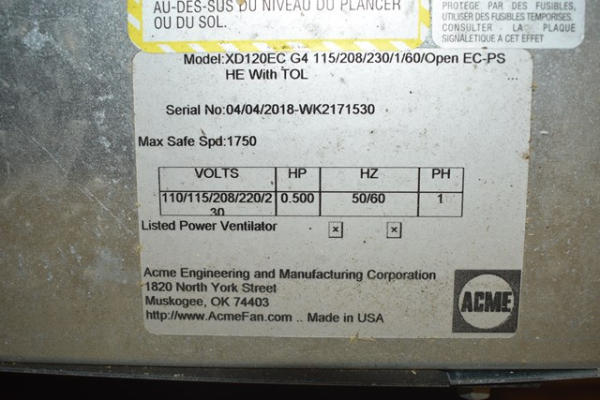 AU-DES-SUS DU NIVEAU DU PLANCER
OU DU SOL.
PROTEGE PAR DES FUSIBLES,
UTILISER DES FUSIBLES TEMPORISES.
CONSULTER LA PLAQUE
SIGNALETIQUE A CET EFFET
Model:XD120EC G4 115/208/230/1/60/Open EC-PS
HE With TOL
Serial No:04/04/2018-WK2171530
Max Safe Spd:1750
VOLTS HP HZ PH
110/115/208/220/2 0.500 50/60 1
30
Listed Power Ventilator
Acme Engineering and Manufacturing Corporation
1820 North York Street
Muskogee, OK 74403
http://www.AcmeFan.com .. Made in USA
ACME